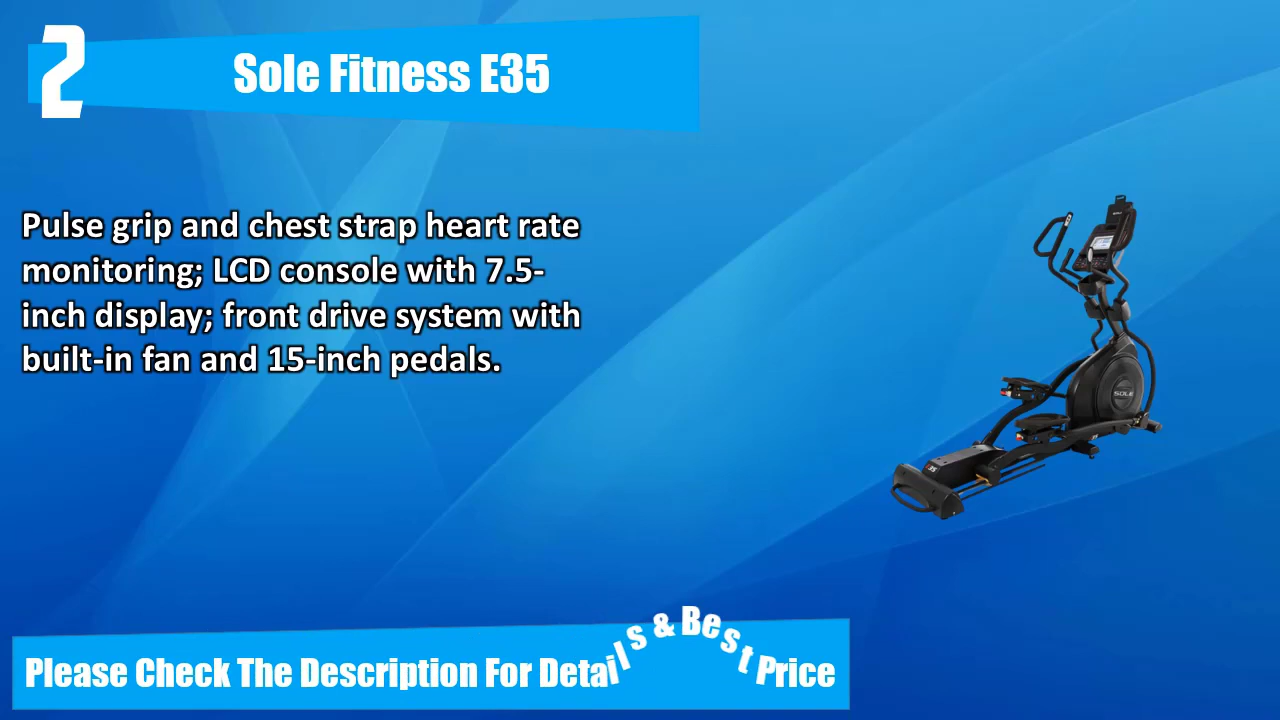 2
Sole Fitness E35
Pulse grip and chest strap heart rate
monitoring; LCD console with 7.5-
inch display; front drive system with
built-in fan and 15-inch pedals.
SOLE
E35
Please Check The Description For Details & Best Price